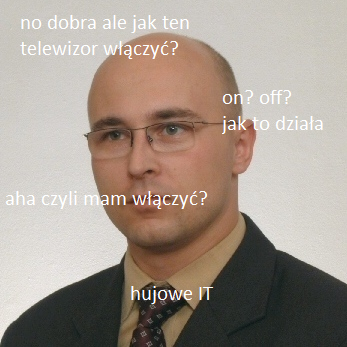 no dobra ale jak ten
telewizor włączyć?
on? off?
jak to działa
aha czyli mam włączyć?
hujowe IT